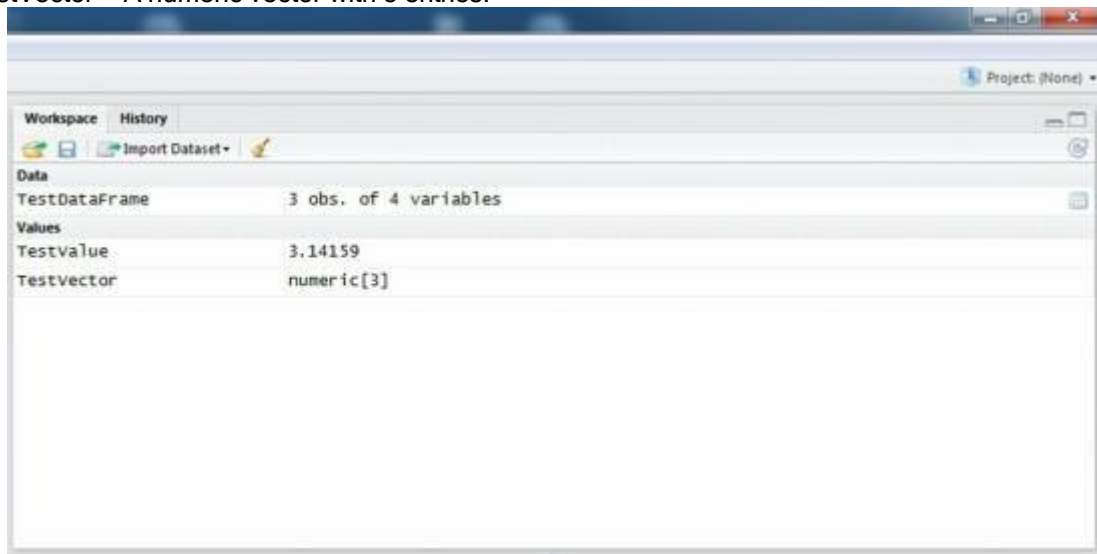 Project: (None)
Workspace History
Import Dataset
Data
TestDataFrame 3 obs. of 4 variables
Values
TestValue 3.14159
TestVector numeric[3]